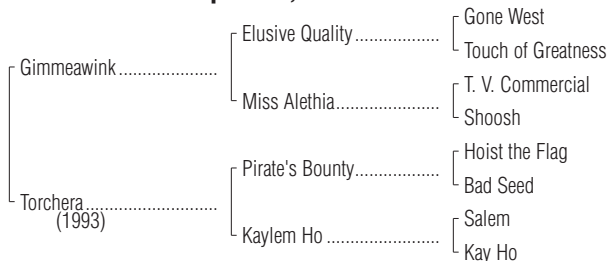 Gone West
Elusive Quality..................
Touch of Greatness
Gimmeawink.....................
T. V. Commercial
Miss Alethia......................
Shoosh
Hoist the Flag
Pirate's Bounty..................
Bad Seed
Torchera............................
(1993)
Salem
Kaylem Ho ........................
Kay Ho